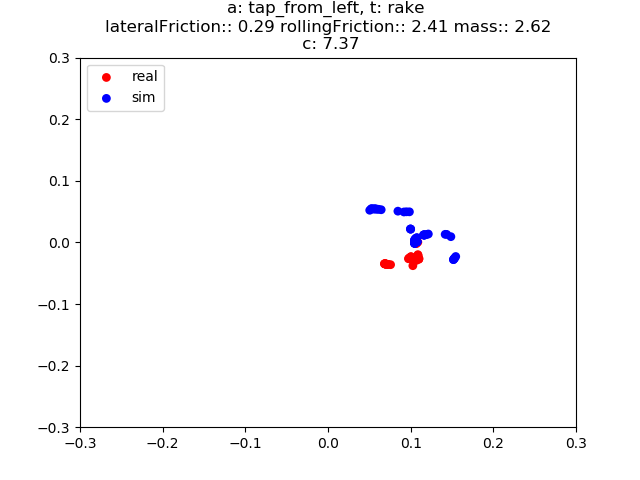 a: tap_from_left, t: rake
lateralFriction:: 0.29 rollingFriction:: 2.41 mass:: 2.62
c: 7.37
real
sim
0.3
0.2
0.1
0.0
−0.1
−0.2
−0.3
−0.3 −0.2 −0.1 0.0 0.1 0.2 0.3